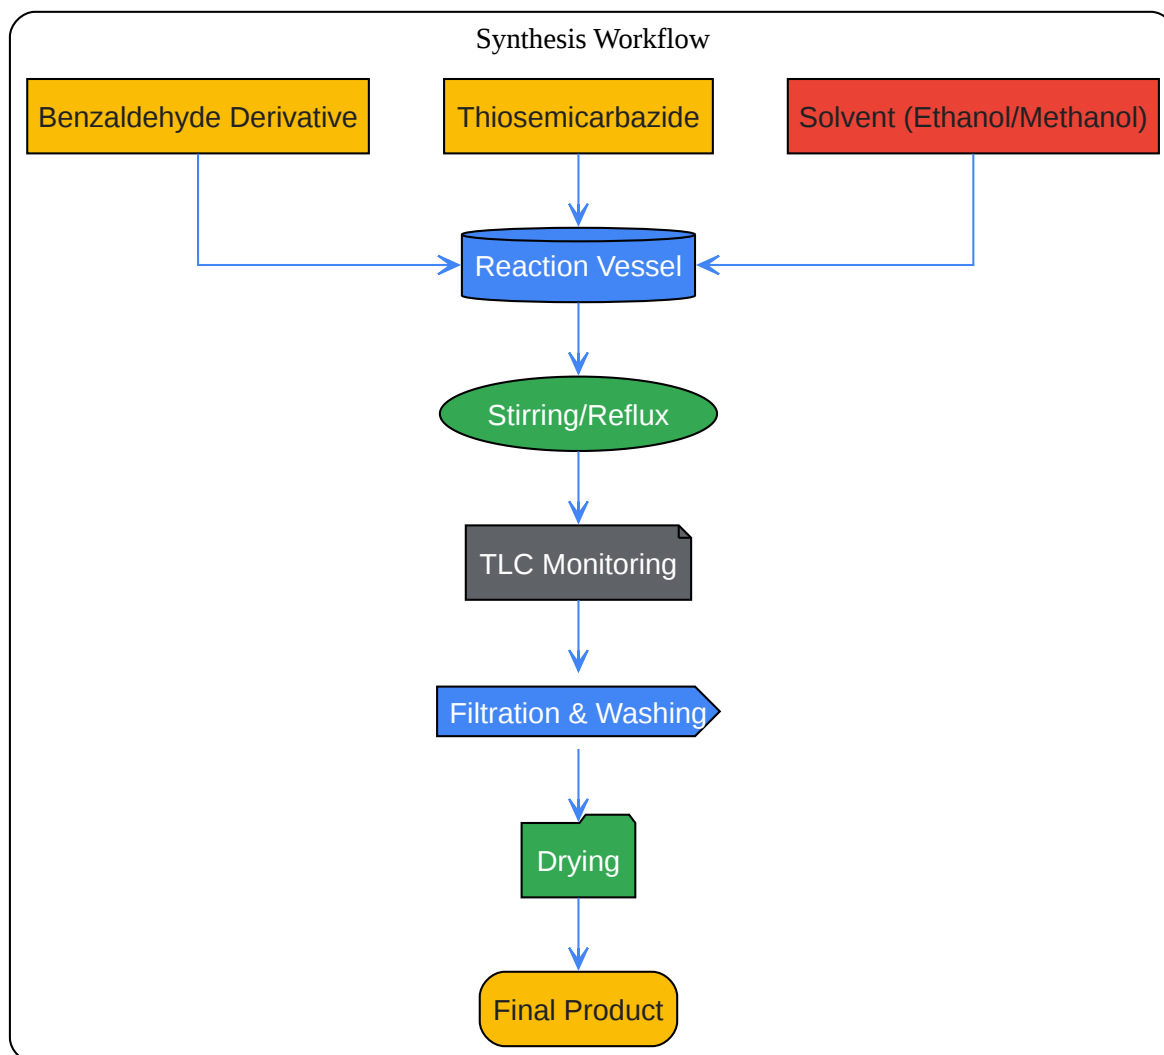 Synthesis Workflow
Benzaldehyde Derivative
Thiosemicarbazide
Solvent (Ethanol/Methanol)
Reaction Vessel
Stirring/Reflux
TLC Monitoring
Filtration & Washing
Drying
Final Product